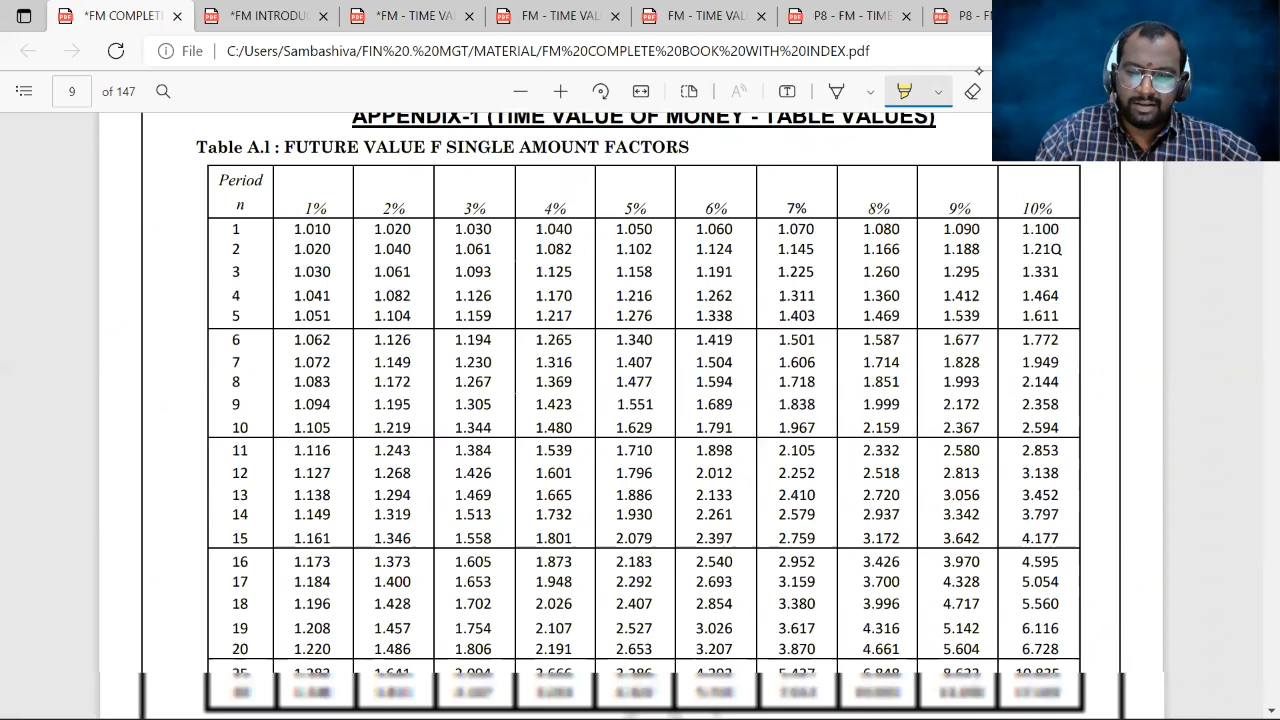 *FM COMPLET
*FM INTRODU
*FM - TIME VA
FM - TIME VAL
FM - TIME VAL
P8 - FM - TIME
P8 - FM
File C:/Users/Sambashiva/FIN%20.%20MGT/MATERIAL/FM%20COMPLETE%20BOOK%20WITH%20INDEX.pdf
9 of 147
APPENDIX-1 (TIME VALUE OF MONEY - TABLE VALUES)
Table A.l : FUTURE VALUE F SINGLE AMOUNT FACTORS
Period
n 1% 2% 3% 4% 5% 6% 7% 8% 9% 10%
1 1.010 1.020 1.030 1.040 1.050 1.060 1.070 1.080 1.090 1.100
2 1.020 1.040 1.061 1.082 1.102 1.124 1.145 1.166 1.188 1.21Q
3 1.030 1.061 1.093 1.125 1.158 1.191 1.225 1.260 1.295 1.331
4 1.041 1.082 1.126 1.170 1.216 1.262 1.311 1.360 1.412 1.464
5 1.051 1.104 1.159 1.217 1.276 1.338 1.403 1.469 1.539 1.611
6 1.062 1.126 1.194 1.265 1.340 1.419 1.501 1.587 1.677 1.772
7 1.072 1.149 1.230 1.316 1.407 1.504 1.606 1.714 1.828 1.949
8 1.083 1.172 1.267 1.369 1.477 1.594 1.718 1.851 1.993 2.144
9 1.094 1.195 1.305 1.423 1.551 1.689 1.838 1.999 2.172 2.358
10 1.105 1.219 1.344 1.480 1.629 1.791 1.967 2.159 2.367 2.594
11 1.116 1.243 1.384 1.539 1.710 1.898 2.105 2.332 2.580 2.853
12 1.127 1.268 1.426 1.601 1.796 2.012 2.252 2.518 2.813 3.138
13 1.138 1.294 1.469 1.665 1.886 2.133 2.410 2.720 3.056 3.452
14 1.149 1.319 1.513 1.732 1.930 2.261 2.579 2.937 3.342 3.797
15 1.161 1.346 1.558 1.801 2.079 2.397 2.759 3.172 3.642 4.177
16 1.173 1.373 1.605 1.873 2.183 2.540 2.952 3.426 3.970 4.595
17 1.184 1.400 1.653 1.948 2.292 2.693 3.159 3.700 4.328 5.054
18 1.196 1.428 1.702 2.026 2.407 2.854 3.380 3.996 4.717 5.560
19 1.208 1.457 1.754 2.107 2.527 3.026 3.617 4.316 5.142 6.116
20 1.220 1.486 1.806 2.191 2.653 3.207 3.870 4.661 5.604 6.728